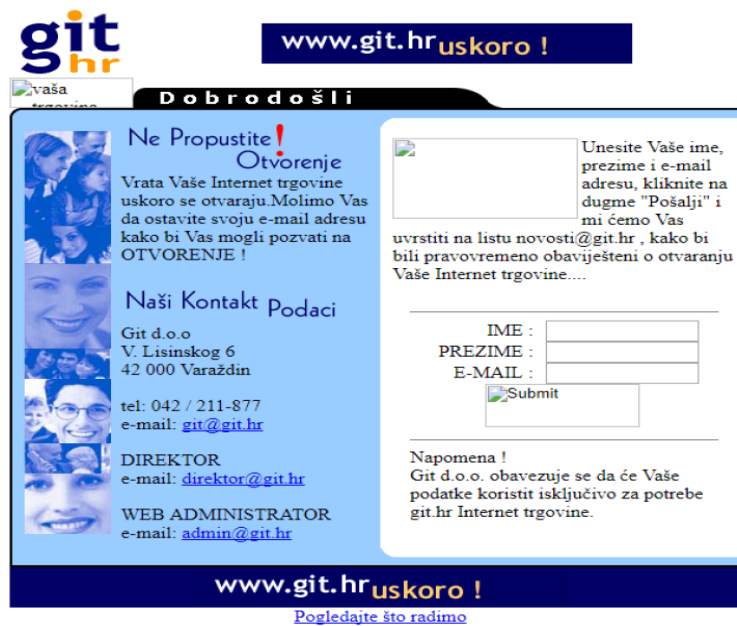 git
hr
www.git.hr uskoro !
vaša
trgovine
Dobrodošli
Ne Propustite!
Otvorenje
Vrata Vaše Internet trgovine
uskoro se otvaraju.Molimo Vas
da ostavite svoju e-mail adresu
kako bi Vas mogli pozvati na
OTVORENJE !
Naši Kontakt Podaci
Git d.o.o
V. Lisinskog 6
42 000 Varaždin
tel: 042 / 211-877
e-mail: git@git.hr
DIREKTOR
e-mail: direktor@git.hr
WEB ADMINISTRATOR
e-mail: admin@git.hr
Unesite Vaše ime,
prezime i e-mail
adresu, kliknite na
dugme "Pošalji" i
mi ćemo Vas
uvrstiti na listu novosti@git.hr , kako bi
bili pravovremeno obaviješteni o otvaranju
Vaše Internet trgovine....
IME :
PREZIME :
E-MAIL :
Submit
Napomena !
Git d.o.o. obavezuje se da će Vaše
podatke koristit isključivo za potrebe
git.hr Internet trgovine.
www.git.hr uskoro !
Pogledajte što radimo